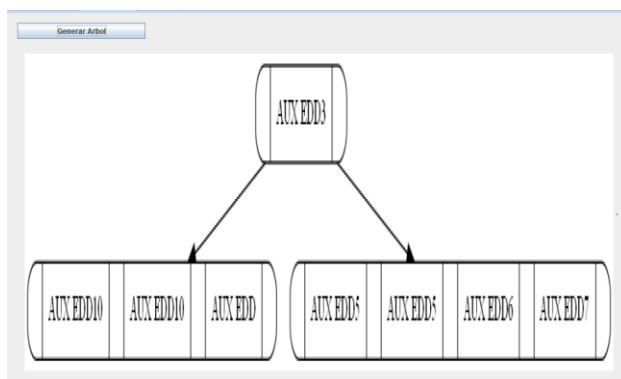 Generar Arbol
AUX EDD3
AUX EDD10 AUX EDD10 AUX EDD AUX EDD5 AUX EDD5 AUX EDD6 AUX EDD7